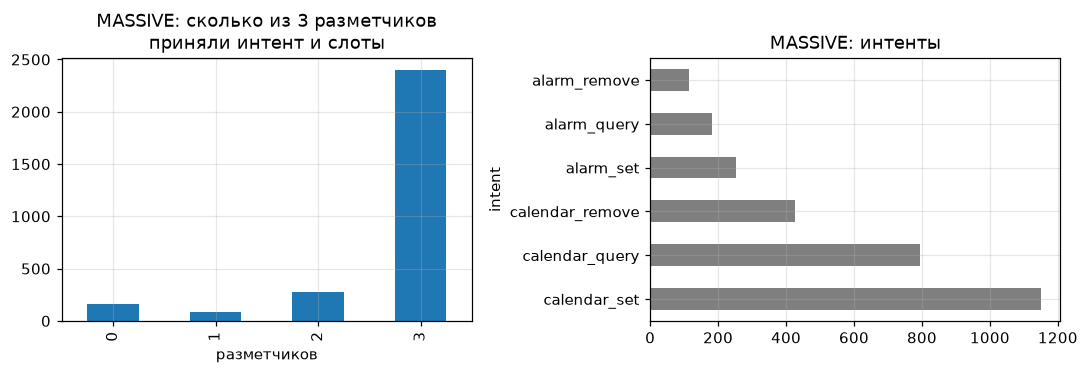 MASSIVE: сколько из 3 разметчиков
приняли интент и слоты
2500
2000
1500
1000
500
0
0
1
2
3
разметчиков
MASSIVE: интенты
intent
alarm_remove
alarm_query
alarm_set
calendar_remove
calendar_query
calendar_set
0
200
400
600
800
1000
1200